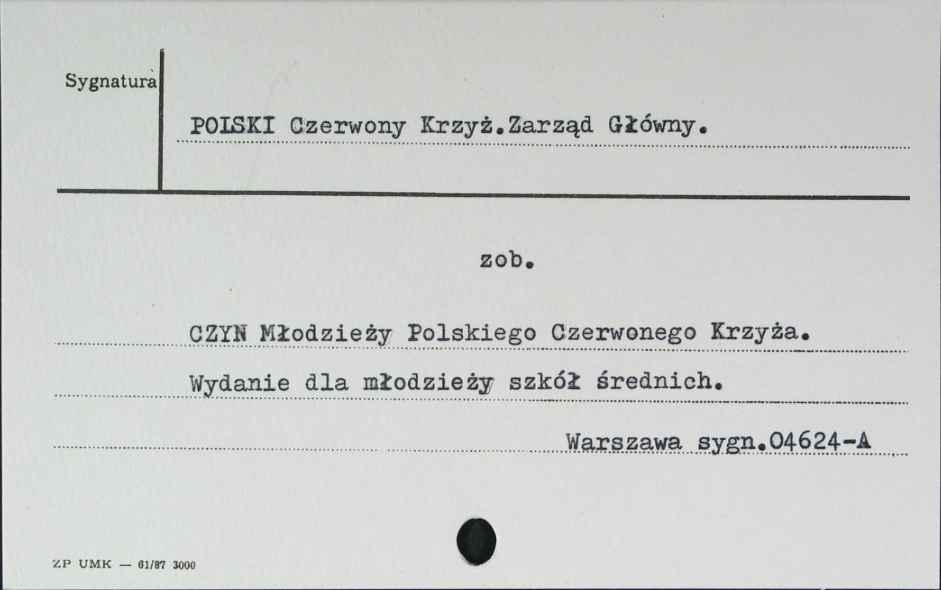 Sygnatura
POLSKI Czerwony Krzyż.Zarząd Główny.
zob.
CZYN Młodzieży Polskiego Czerwonego Krzyża.
Wydanie dla młodzieży szkół średnich.
Warszawa sygn.04624-A
ZP UMK — 61/87 3000